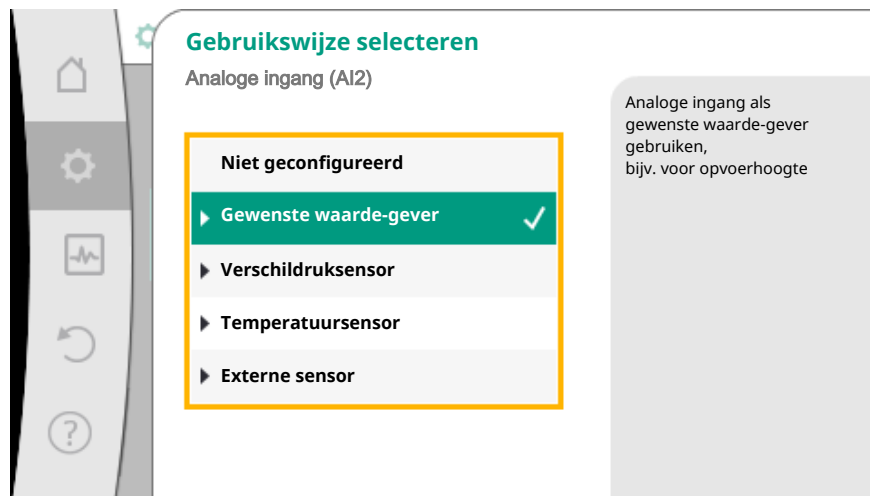 Gebruikswijze selecteren
Analoge ingang (AI2)
Niet geconfigureerd
Gewenste waarde-gever
Verschildruksensor
Temperatuursensor
Externe sensor
Analoge ingang als
gewenste waarde-gever
gebruiken,
bijv. voor opvoerhoogte
?